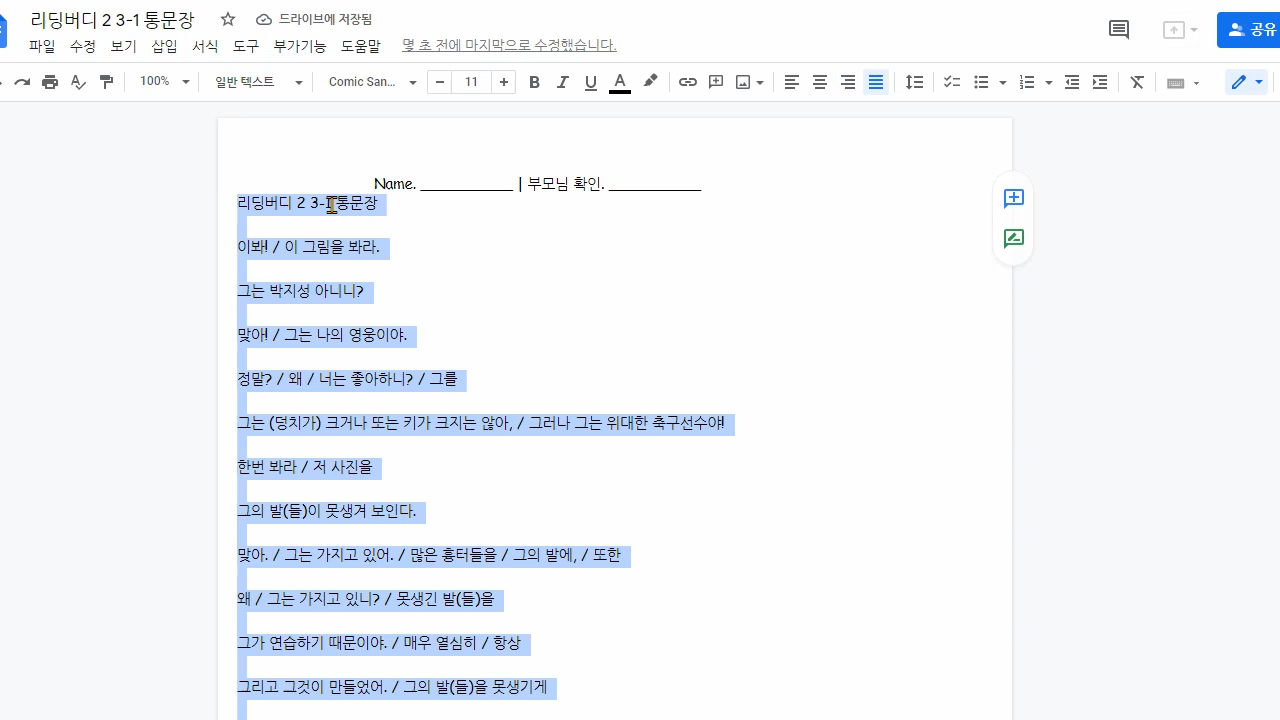 리딩버디 2 3-1 통문장
드라이브에 저장됨
파일 수정 보기 삽입 서식 도구 부가기능 도움말 몇 초 전에 마지막으로 수정했습니다.
공유
100% 일반 텍스트 Comic San... 11 B I U A
Name. ____________ | 부모님 확인. ____________
리딩버디 2 3-1 통문장
이봐! / 이 그림을 봐라.
그는 박지성 아니니?
맞아! / 그는 나의 영웅이야.
정말? / 왜 / 너는 좋아하니? / 그를
그는 (덩치가) 크거나 또는 키가 크지는 않아, / 그러나 그는 위대한 축구선수야!
한번 봐라 / 저 사진을
그의 발(들)이 못생겨 보인다.
맞아. / 그는 가지고 있어. / 많은 흉터들을 / 그의 발에, / 또한
왜 / 그는 가지고 있니? / 못생긴 발(들)을
그가 연습하기 때문이야. / 매우 열심히 / 항상
그리고 그것이 만들었어. / 그의 발(들)을 못생기게